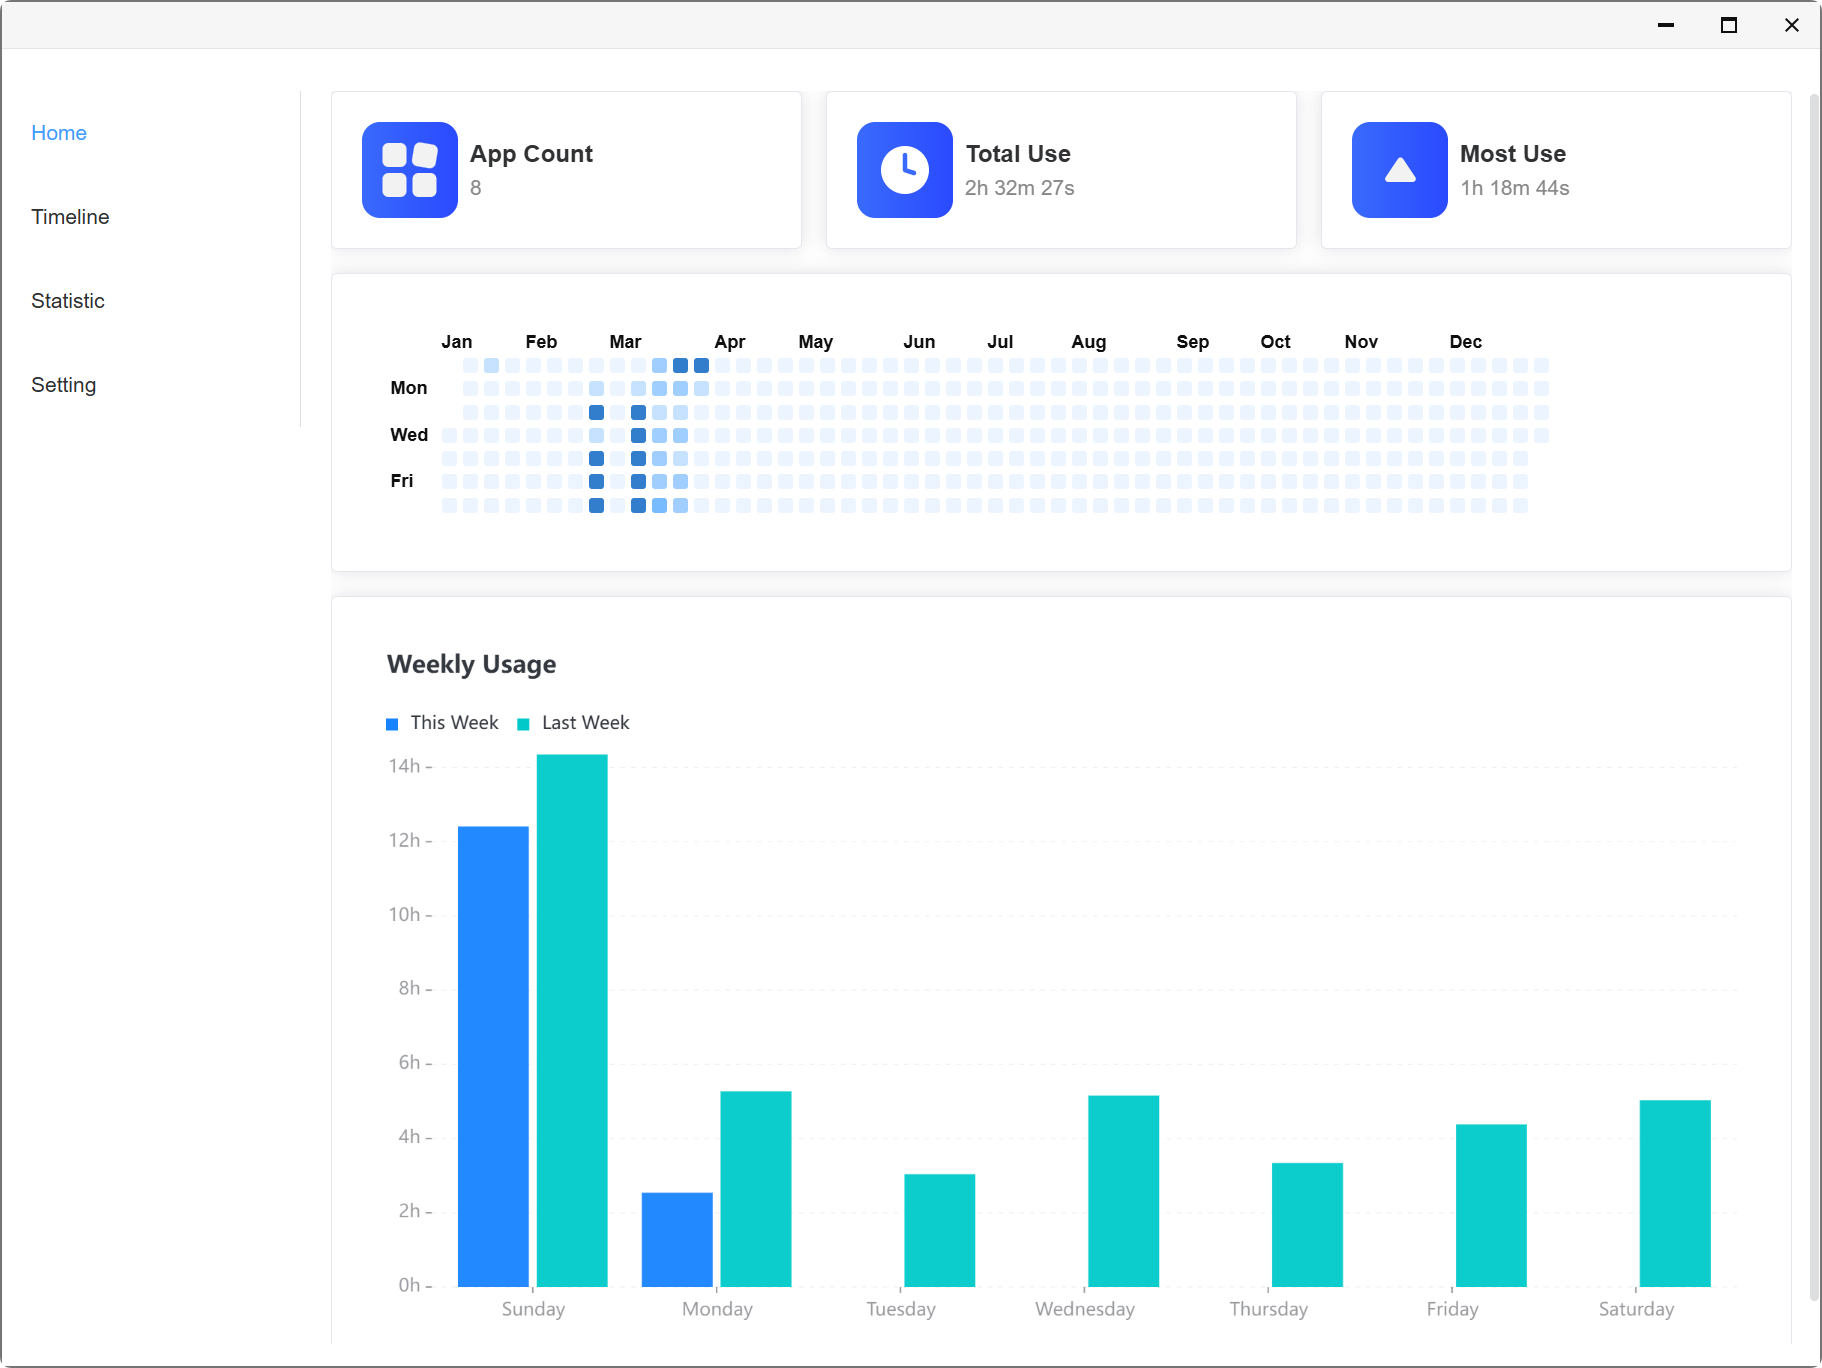 Home
Timeline
Statistic
Setting
App Count
8
Total Use
2h 32m 27s
Most Use
1h 18m 44s
Jan Feb Mar Apr May Jun Jul Aug Sep Oct Nov Dec
Mon
Wed
Fri
Weekly Usage
This Week Last Week
14h
12h
10h
8h
6h
4h
2h
0h
Sunday Monday Tuesday Wednesday Thursday Friday Saturday